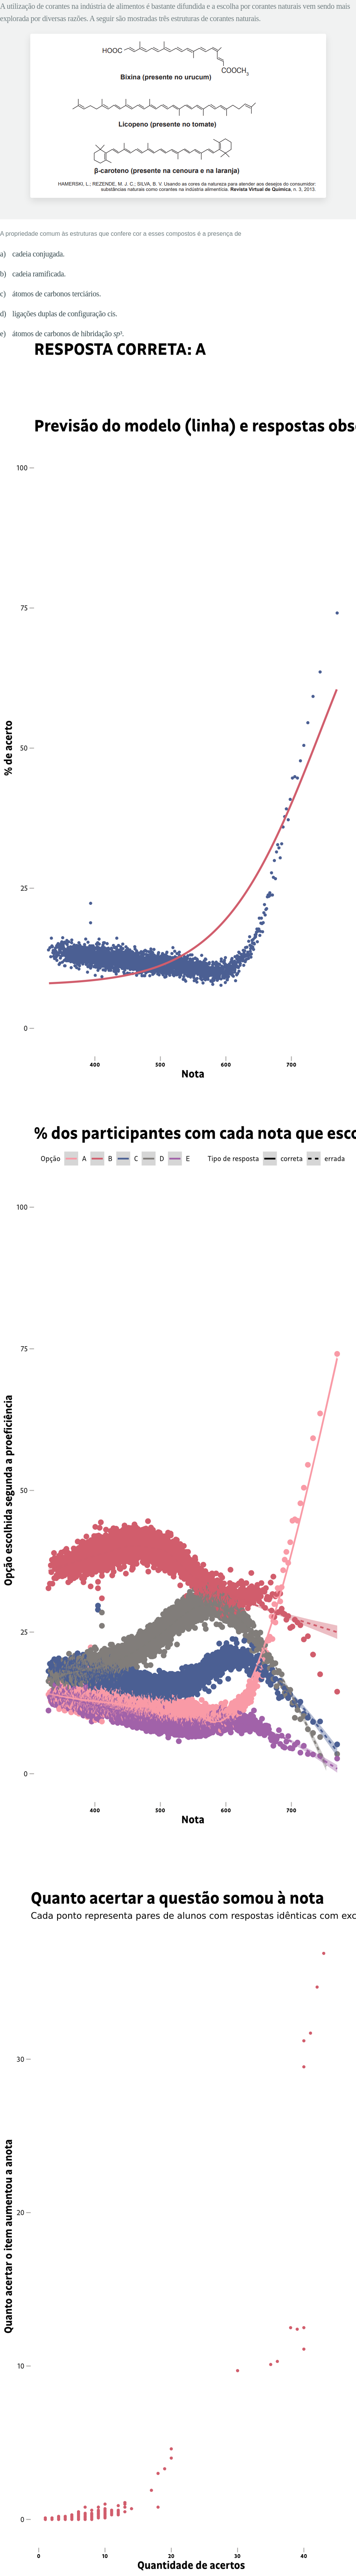 A utilização de corantes na indústria de alimentos é bastante difundida e a escolha por corantes naturais vem sendo mais
explorada por diversas razões. A seguir são mostradas três estruturas de corantes naturais.
HOOC
COOCH3
Bixina (presente no urucum)
Licopeno (presente no tomate)
β-caroteno (presente na cenoura e na laranja)
HAMERSKI, L.; REZENDE, M. J. C.; SILVA, B. V. Usando as cores da natureza para atender aos desejos do consumidor:
substâncias naturais como corantes na indústria alimentícia. Revista Virtual de Química, n. 3, 2013.
A propriedade comum às estruturas que confere cor a esses compostos é a presença de
a) cadeia conjugada.
b) cadeia ramificada.
c) átomos de carbonos terciários.
d) ligações duplas de configuração cis.
e) átomos de carbonos de hibridação sp³.
RESPOSTA CORRETA: A
Previsão do modelo (linha) e respostas obs
100
75
50
25
0
% de acerto
400 500 600 700
Nota
% dos participantes com cada nota que esco
Opção A B C D E Tipo de resposta correta errada
100
75
50
25
0
Opção escolhida segunda a proeficiência
400 500 600 700
Nota
Quanto acertar a questão somou à nota
Cada ponto representa pares de alunos com respostas idênticas com exc
30
20
10
0
Quanto acertar o item aumentou a anota
0 10 20 30 40
Quantidade de acertos